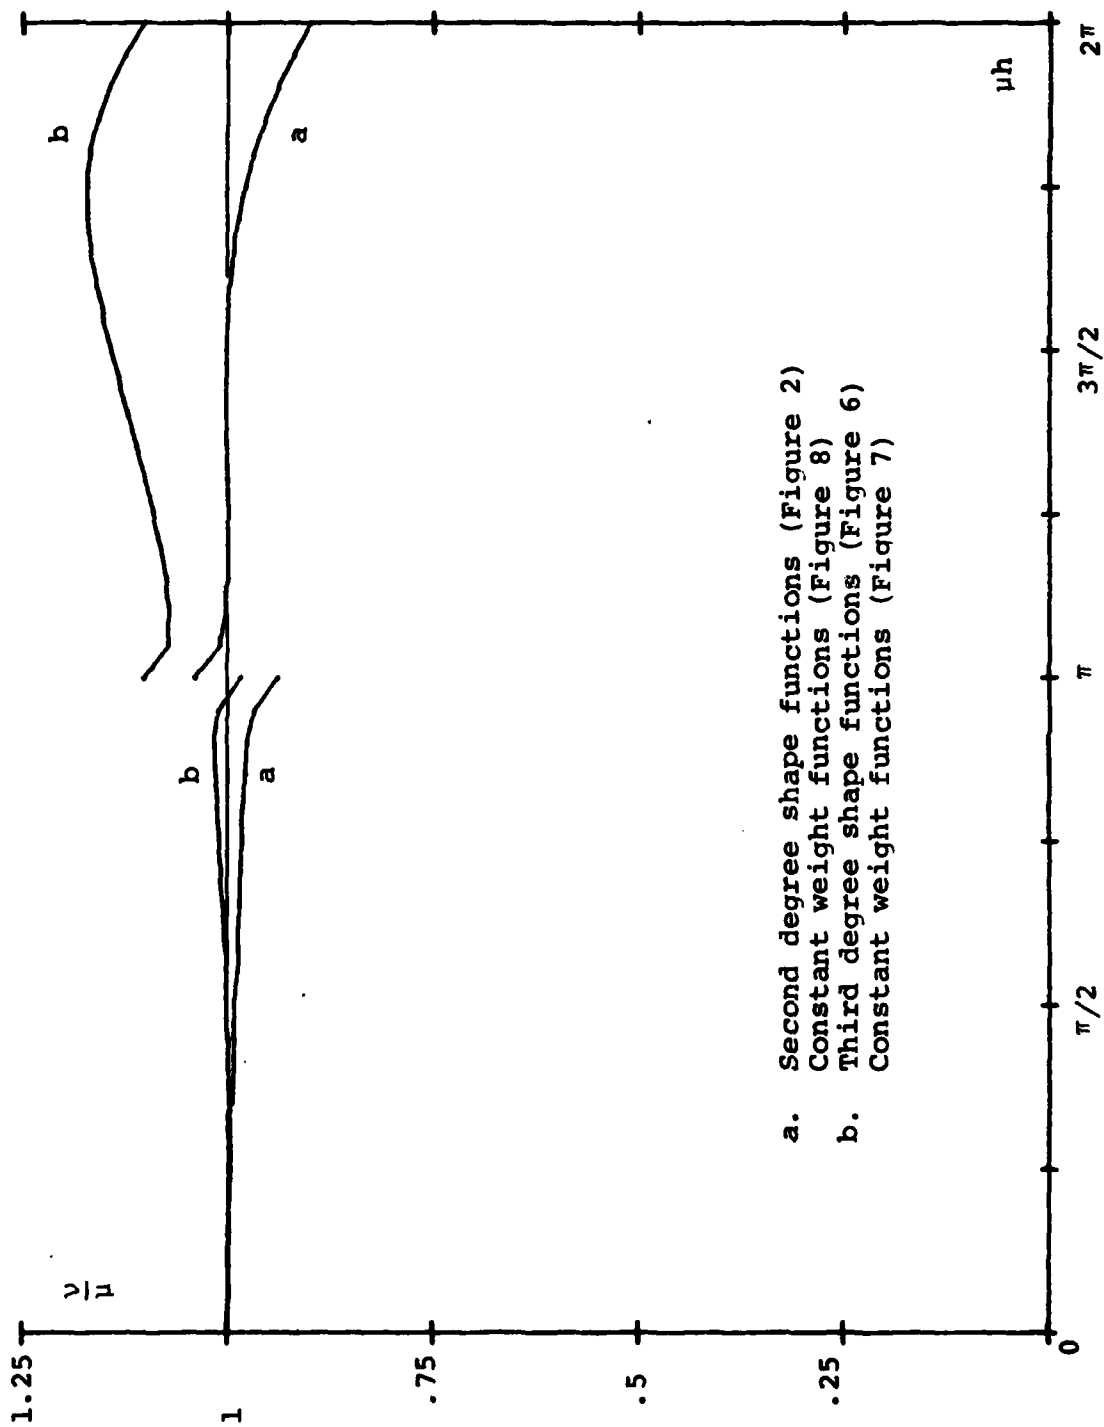 1.25
ν/μ
b
a
1
b
a
.75
.5
.25
a. Second degree shape functions (Figure 2)
Constant weight functions (Figure 8)
b. Third degree shape functions (Figure 6)
Constant weight functions (Figure 7)
μh
0
π/2
π
3π/2
2π